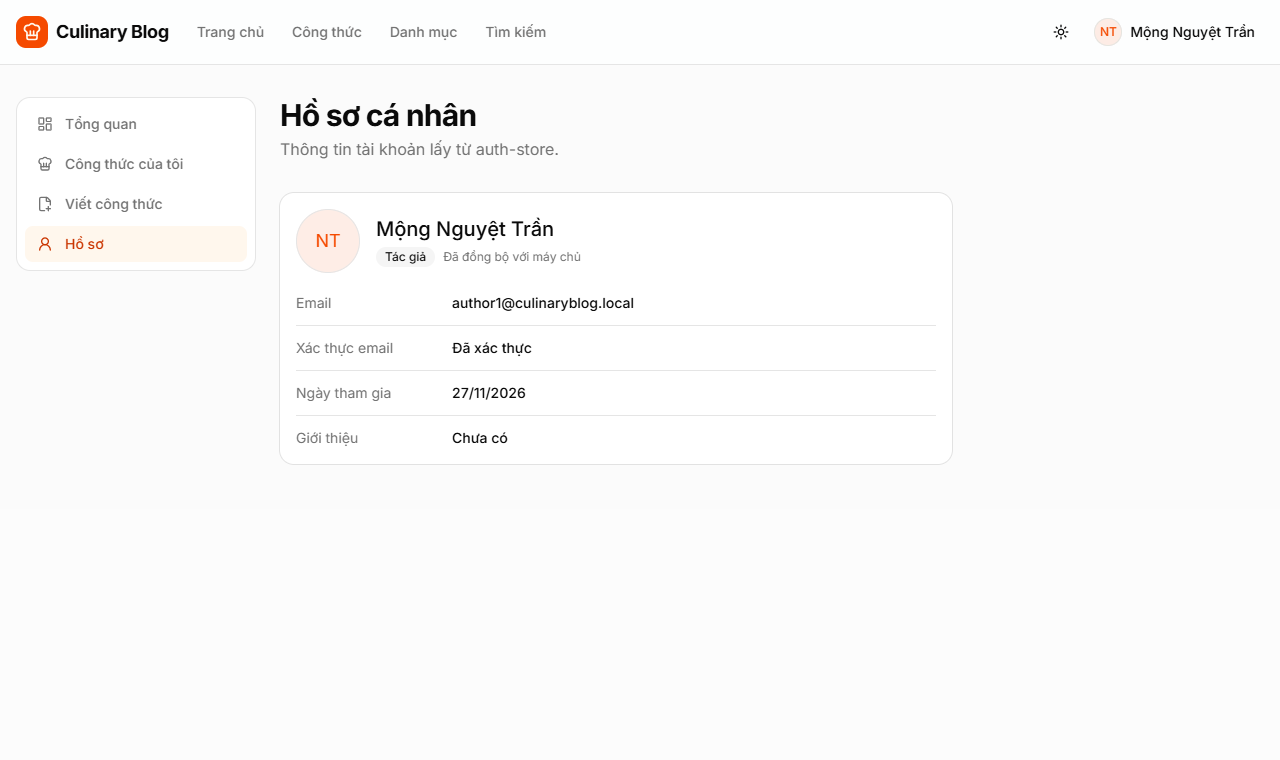 Culinary Blog
Trang chủ
Công thức
Danh mục
Tìm kiếm
NT
Mộng Nguyệt Trần
Tổng quan
Công thức của tôi
Viết công thức
Hồ sơ
Hồ sơ cá nhân
Thông tin tài khoản lấy từ auth-store.
NT
Mộng Nguyệt Trần
Tác giả
Đã đồng bộ với máy chủ
Email
author1@culinaryblog.local
Xác thực email
Đã xác thực
Ngày tham gia
27/11/2026
Giới thiệu
Chưa có